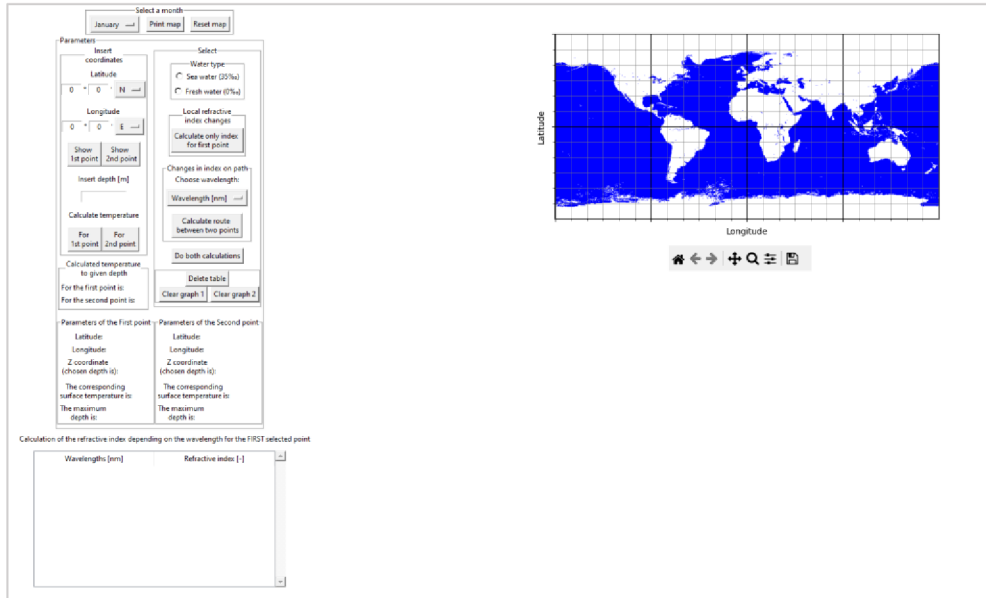 Select a month
January
Print map
Reset map
Parameters
Insert
coordinates
Latitude
0 ° 0 ' N
Longitude
0 ° 0 ' E
Show
1st point
Show
2nd point
Insert depth [m]
Calculate temperature
For
1st point
For
2nd point
Calculated temperature
to given depth
For the first point is:
For the second point is:
Select
Water type
Sea water (35‰)
Fresh water (0‰)
Local refractive
index changes
Calculate only index
for first point
Changes in index on path
Choose wavelength:
Wavelength [nm]
Calculate route
between two points
Do both calculations
Delete table
Clear graph 1
Clear graph 2
Parameters of the First point
Latitude:
Longitude:
Z coordinate
(chosen depth is):
The corresponding
surface temperature is:
The maximum
depth is:
Parameters of the Second point
Latitude:
Longitude:
Z coordinate
(chosen depth is):
The corresponding
surface temperature is:
The maximum
depth is:
Calculation of the refractive index depending on the wavelength for the FIRST selected point
Wavelengths [nm]
Refractive index [-]
Latitude
Longitude